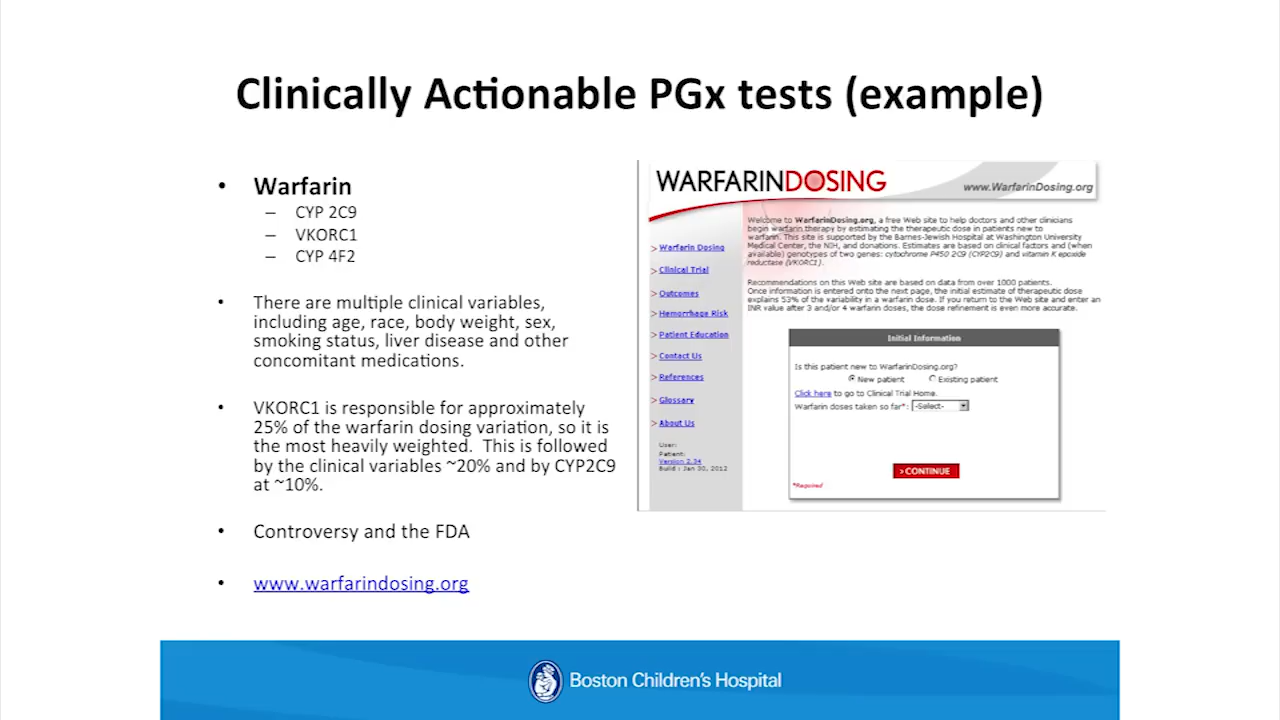 Clinically Actionable PGx tests (example)
• Warfarin
– CYP 2C9
– VKORC1
– CYP 4F2
• There are multiple clinical variables,
including age, race, body weight, sex,
smoking status, liver disease and other
concomitant medications.
• VKORC1 is responsible for approximately
25% of the warfarin dosing variation, so it is
the most heavily weighted. This is followed
by the clinical variables ~20% and by CYP2C9
at ~10%.
• Controversy and the FDA
• www.warfarindosing.org
WARFARINDOSING
www.WarfarinDosing.org
> Warfarin Dosing
> Clinical Trial
> Outcomes
> Hemorrhage Risk
> Patient Education
> Contact Us
> References
> Glossary
> About Us
User:
Patient:
Version 2.34
Build : Jan 30, 2012
Welcome to WarfarinDosing.org, a free Web site to help doctors and other clinicians
begin warfarin therapy by estimating the therapeutic dose in patients new to
warfarin. This site is supported by the Barnes-Jewish Hospital at Washington University
Medical Center, the NIH, and donations. Estimates are based on clinical factors and (when
available) genotypes of two genes: cytochrome P450 2C9 (CYP2C9) and vitamin K epoxide
reductase (VKORC1).
Recommendations on this Web site are based on data from over 1000 patients.
Once information is entered onto the next page, the initial estimate of therapeutic dose
explains 53% of the variability in a warfarin dose. If you return to the Web site and enter an
INR value after 3 and/or 4 warfarin doses, the dose refinement is even more accurate.
Initial Information
Is this patient new to WarfarinDosing.org?
New patient Existing patient
Click here to go to Clinical Trial Home.
Warfarin doses taken so far*: -Select-
> CONTINUE
*Required
Boston Children's Hospital